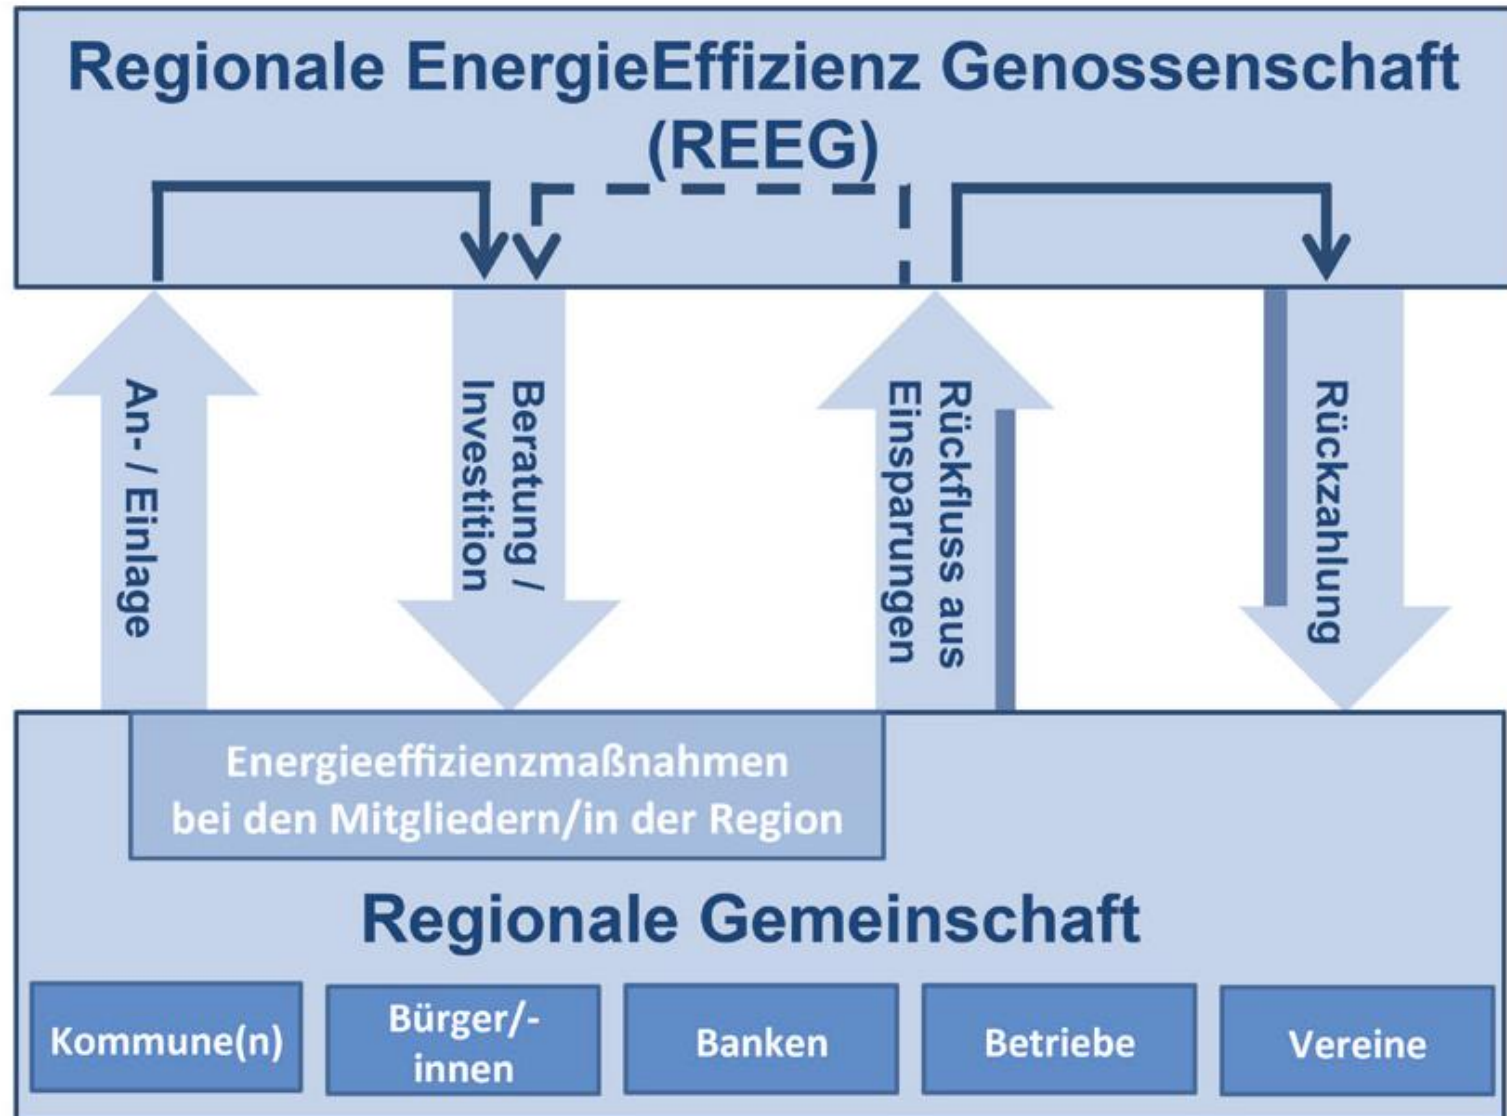 Regionale EnergieEffizienz Genossenschaft
(REEG)
An- / Einlage
Beratung /
Investition
Rückfluss aus
Einsparungen
Rückzahlung
Energieeffizienzmaßnahmen
bei den Mitgliedern/in der Region
Regionale Gemeinschaft
Kommune(n)
Bürger/-
innen
Banken
Betriebe
Vereine